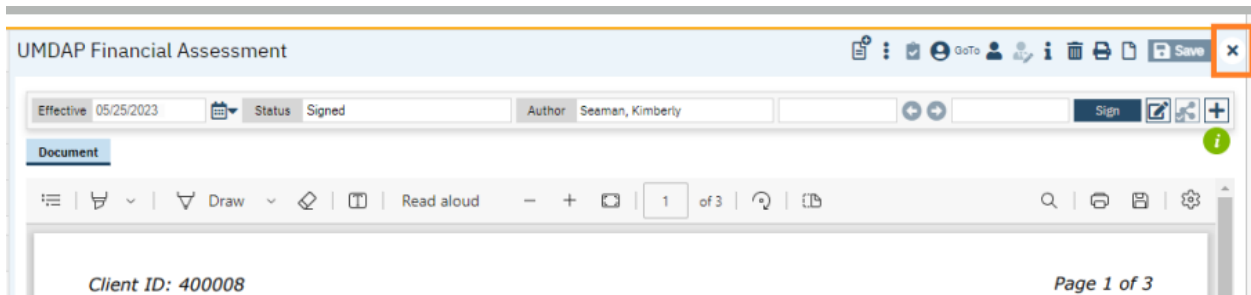 UMDAP Financial Assessment GoTo Save
Effective 05/25/2023 Status Signed Author Seaman, Kimberly Sign
Document
Draw Read aloud 1 of 3
Client ID: 400008 Page 1 of 3